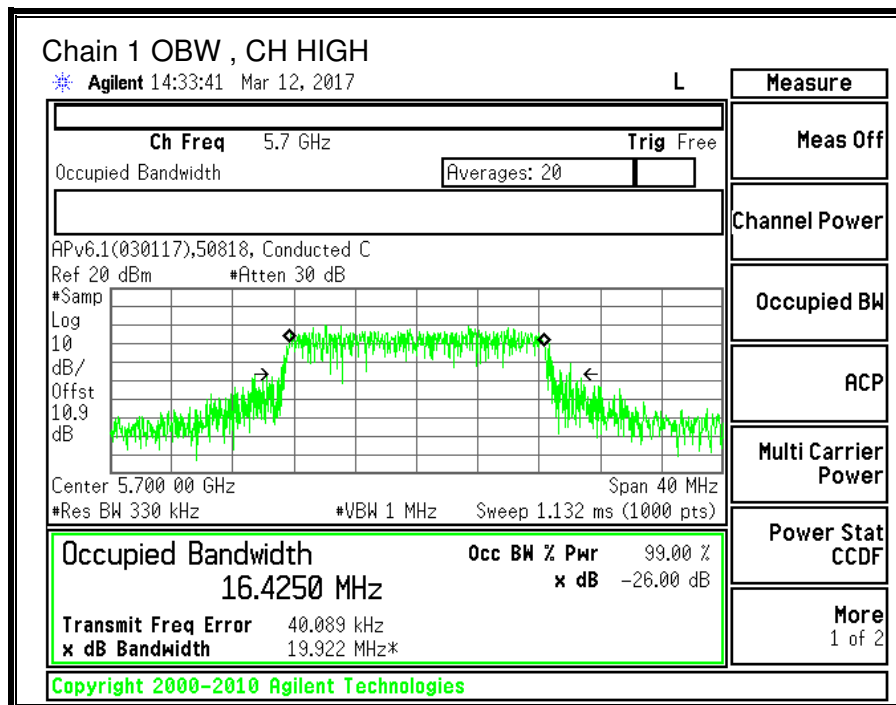 Chain 1 OBW , CH HIGH
Agilent 14:33:41 Mar 12, 2017 L
Measure
Ch Freq 5.7 GHz Trig Free
Occupied Bandwidth Averages: 20
APv6.1(030117),50818, Conducted C
Ref 20 dBm #Atten 30 dB
#Samp
Log
10
dB/
Offst
10.9
dB
Center 5.700 00 GHz Span 40 MHz
#Res BW 330 kHz #VBW 1 MHz Sweep 1.132 ms (1000 pts)
Occupied Bandwidth Occ BW % Pwr 99.00 %
16.4250 MHz x dB -26.00 dB
Transmit Freq Error 40.089 kHz
x dB Bandwidth 19.922 MHz*
Copyright 2000-2010 Agilent Technologies
Meas Off
Channel Power
Occupied BW
ACP
Multi Carrier
Power
Power Stat
CCDF
More
1 of 2